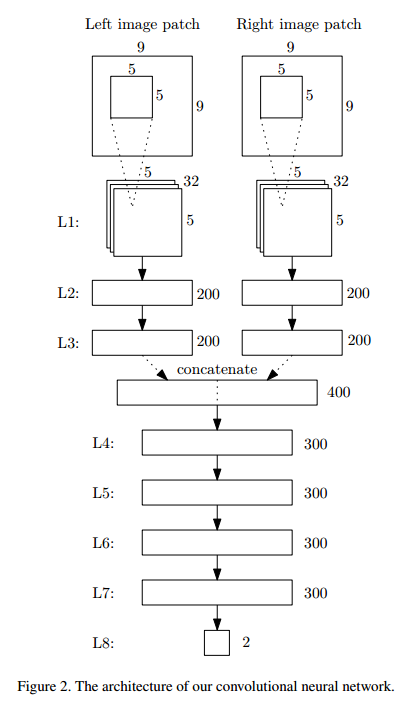 Left image patch Right image patch
9 9
5 5
5 5
9 9
5 5
32 32
L1: 5 5
L2: 200 200
L3: 200 200
concatenate
400
L4: 300
L5: 300
L6: 300
L7: 300
L8: 2
Figure 2. The architecture of our convolutional neural network.